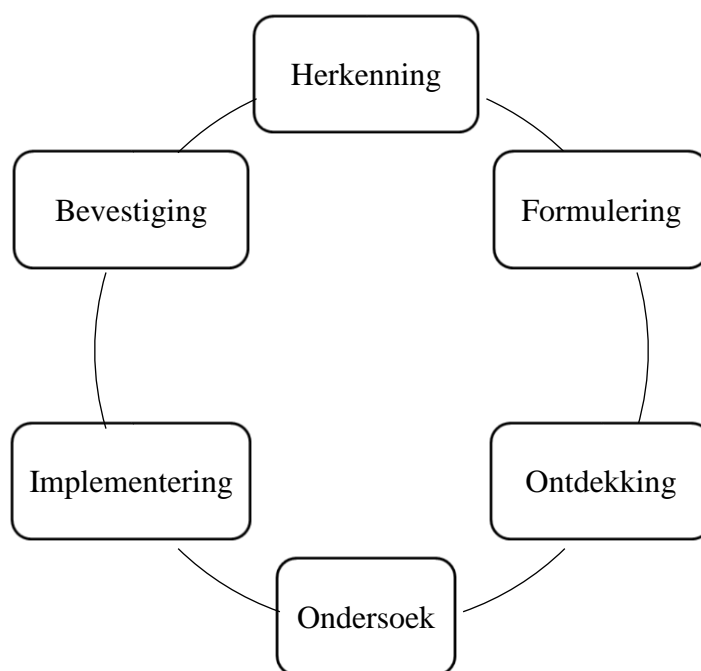 Herkenning
Formulering
Ontdekking
Ondersoek
Implementering
Bevestiging